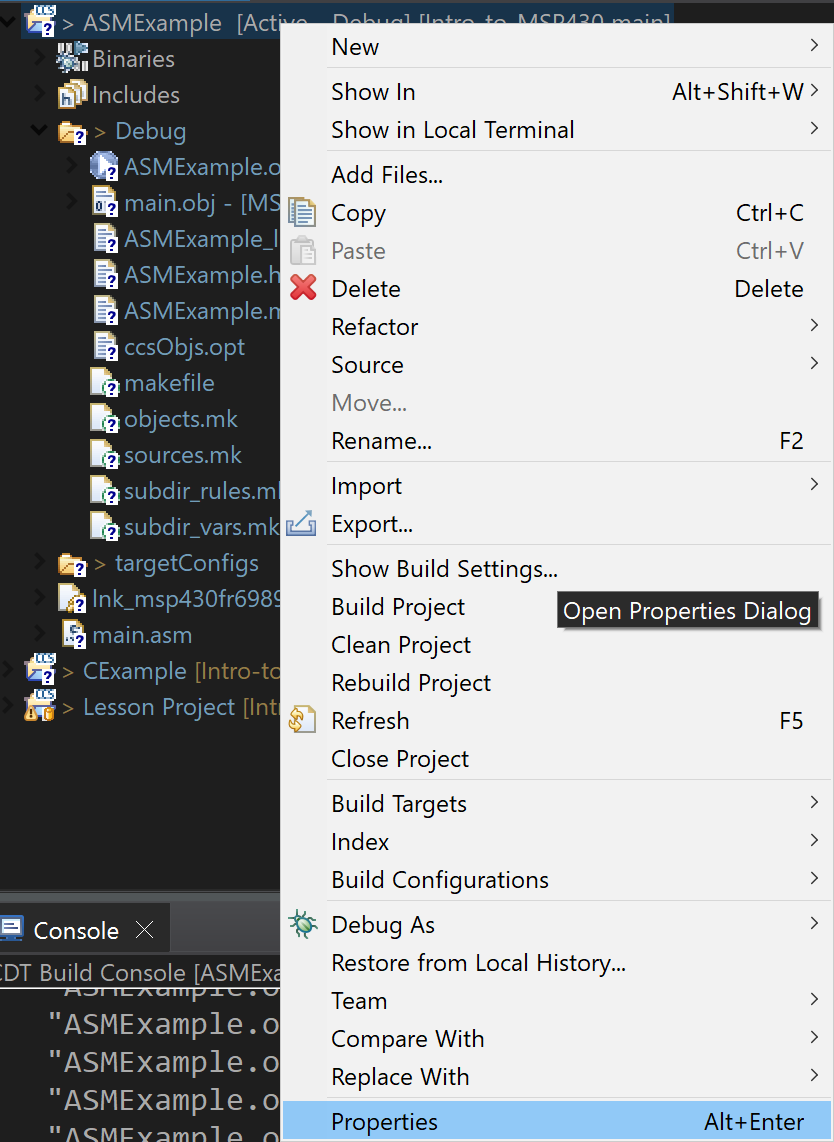 > ASMExample [Active - Debug] [Intro-to-MSP430 main]
Binaries
Includes
> Debug
ASMExample.o
main.obj - [MS
ASMExample_l
ASMExample.h
ASMExample.m
ccsObjs.opt
makefile
objects.mk
sources.mk
subdir_rules.m
subdir_vars.mk
> targetConfigs
lnk_msp430fr6989
main.asm
> CExample [Intro-to
> Lesson Project [Int
New
Show In Alt+Shift+W
Show in Local Terminal
Add Files...
Copy Ctrl+C
Paste Ctrl+V
Delete Delete
Refactor
Source
Move...
Rename... F2
Import
Export...
Show Build Settings...
Build Project
Open Properties Dialog
Clean Project
Rebuild Project
Refresh F5
Close Project
Build Targets
Index
Build Configurations
Debug As
Restore from Local History...
Team
Compare With
Replace With
Properties Alt+Enter
Console
CDT Build Console [ASMExa
"ASMExample.o
"ASMExample.o
"ASMExample.o
"ASMExample.o
"ASMExample.o